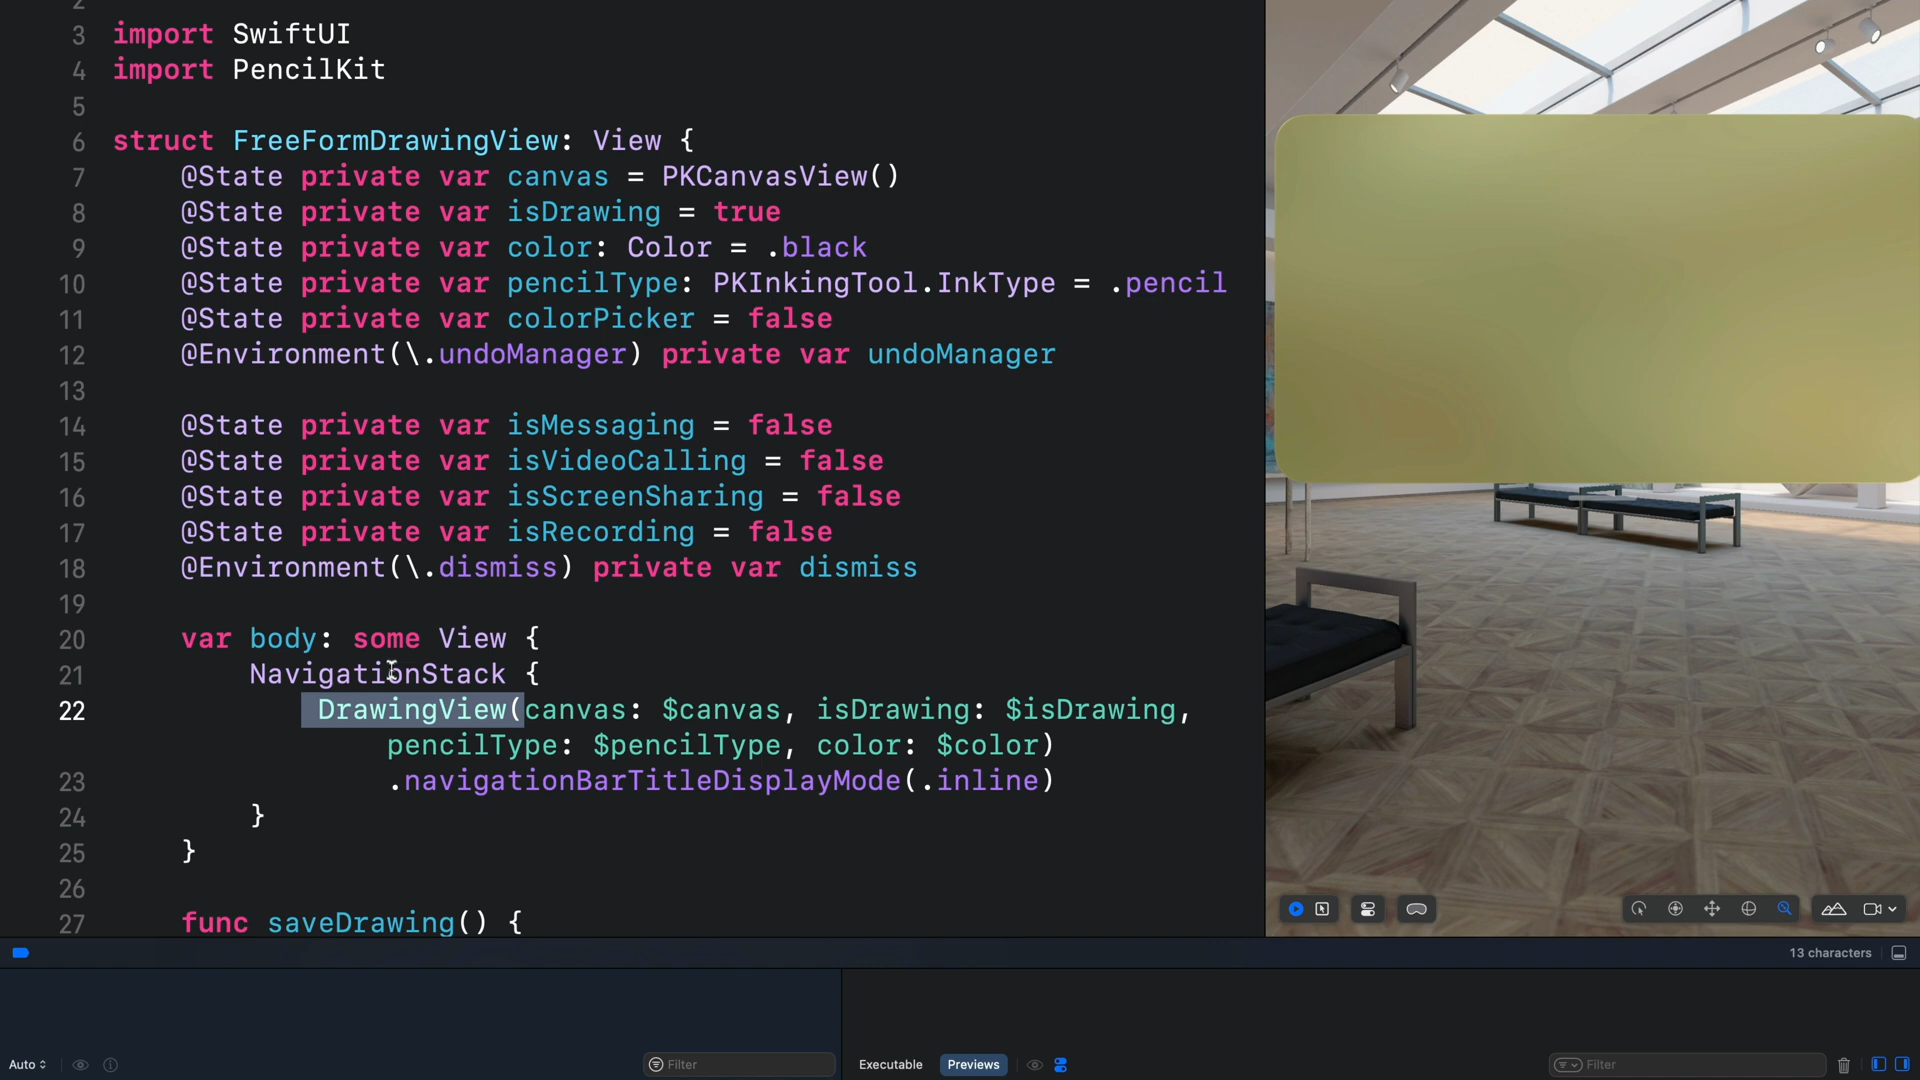 2
3 import SwiftUI
4 import PencilKit
5
6 struct FreeFormDrawingView: View {
7 @State private var canvas = PKCanvasView()
8 @State private var isDrawing = true
9 @State private var color: Color = .black
10 @State private var pencilType: PKInkingTool.InkType = .pencil
11 @State private var colorPicker = false
12 @Environment(\.undoManager) private var undoManager
13
14 @State private var isMessaging = false
15 @State private var isVideoCalling = false
16 @State private var isScreenSharing = false
17 @State private var isRecording = false
18 @Environment(\.dismiss) private var dismiss
19
20 var body: some View {
21 NavigationStack {
22 DrawingView(canvas: $canvas, isDrawing: $isDrawing,
pencilType: $pencilType, color: $color)
23 .navigationBarTitleDisplayMode(.inline)
24 }
25 }
26
27 func saveDrawing() {
13 characters
Auto
Filter
Executable
Previews
Filter